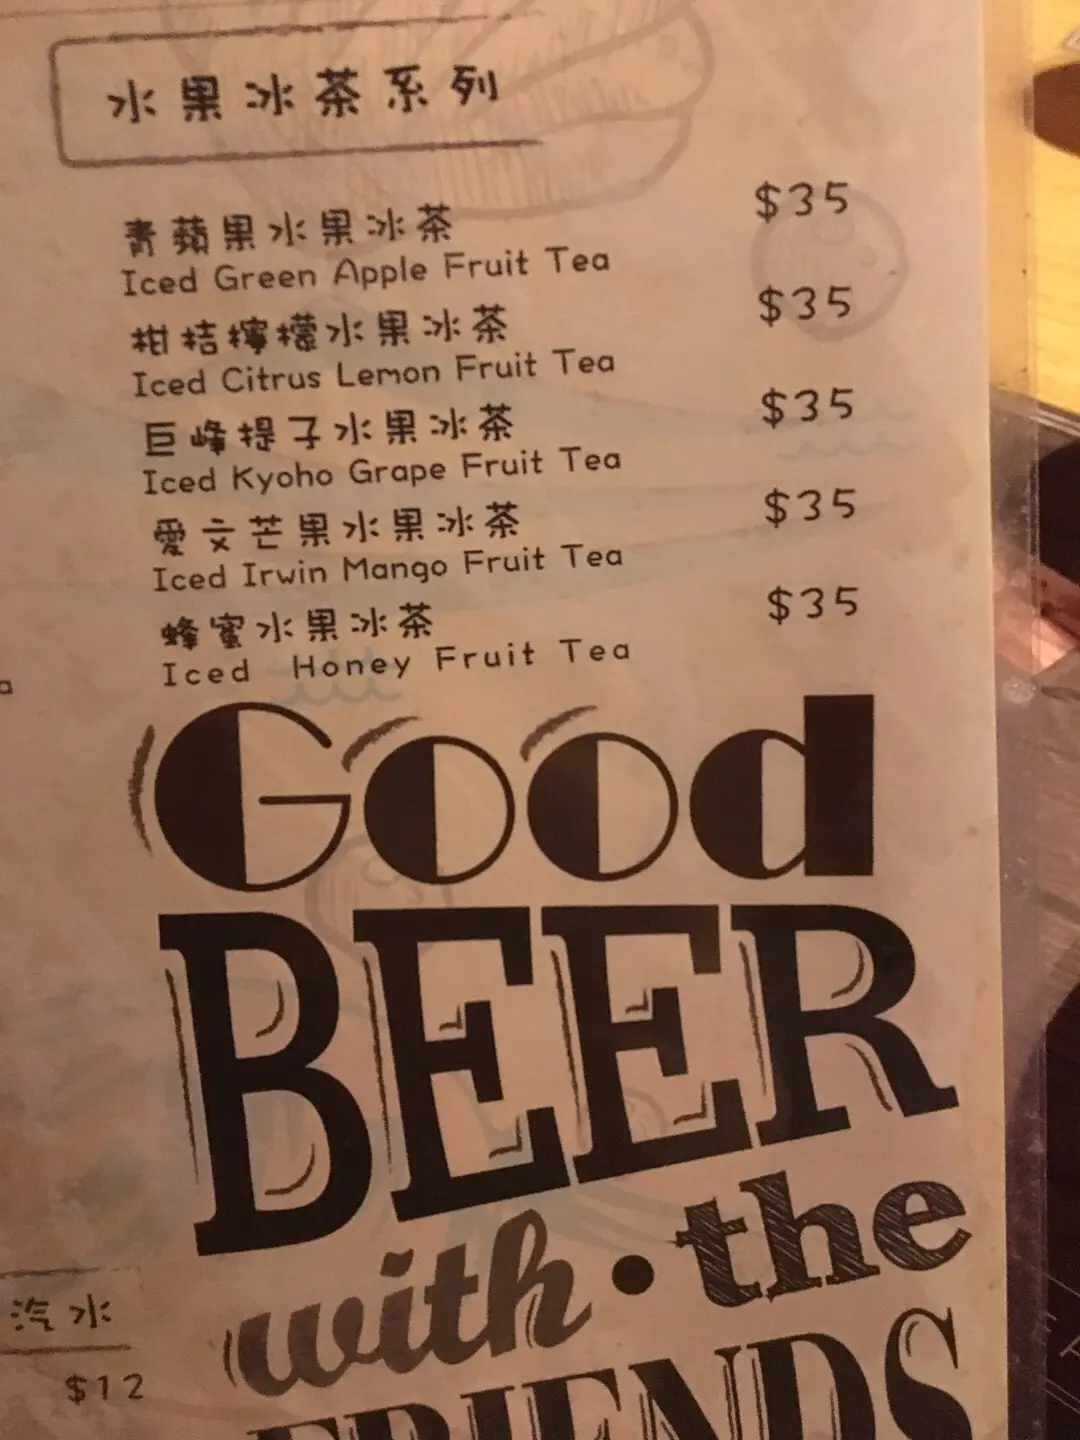 水果冰茶系列
青蘋果水果冰茶 $35
Iced Green Apple Fruit Tea
柑桔檸檬水果冰茶 $35
Iced Citrus Lemon Fruit Tea
巨峰提子水果冰茶 $35
Iced Kyoho Grape Fruit Tea
愛文芒果水果冰茶 $35
Iced Irwin Mango Fruit Tea
蜂蜜水果冰茶 $35
Iced Honey Fruit Tea
a
Good
BEER
with • the
FRIENDS
汽水
$12